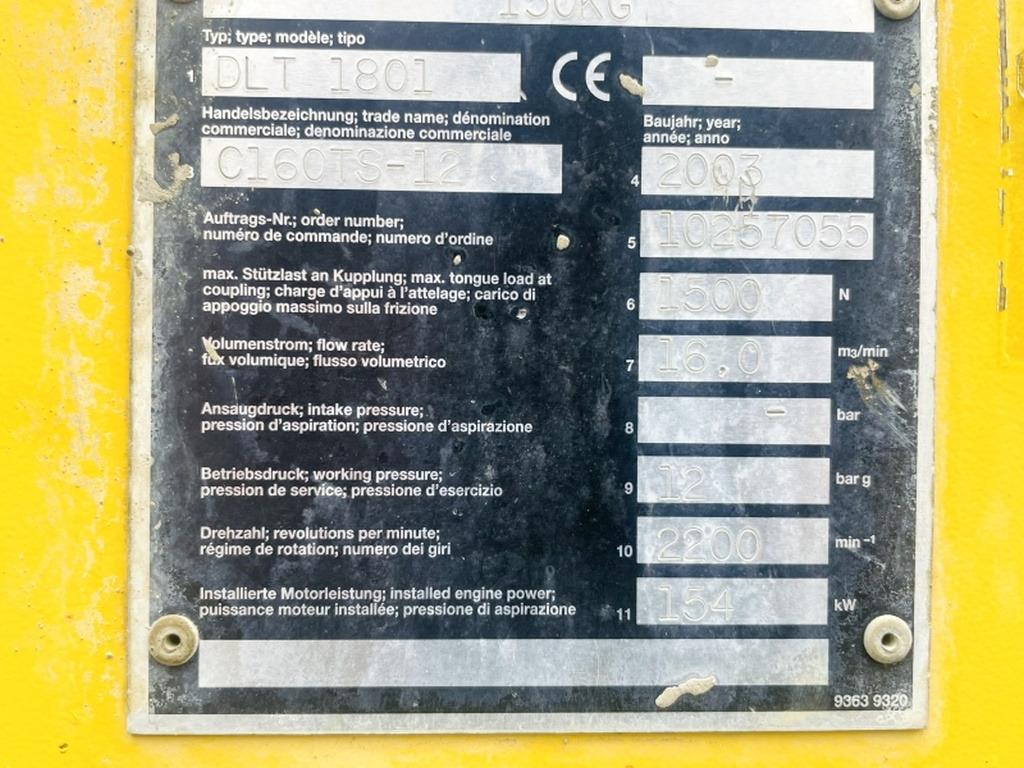 150KG
Typ; type; modèle; tipo
1 DLT 1801 CE -
Handelsbezeichnung; trade name; dénomination
commerciale; denominazione commerciale
Baujahr; year;
année; anno
3 C160TS-12
4 2003
Auftrags-Nr.; order number;
numéro de commande; numero d'ordine
5 10257055
max. Stützlast an Kupplung; max. tongue load at
coupling; charge d'appui à l'attelage; carico di
appoggio massimo sulla frizione
6 1500 N
Volumenstrom; flow rate;
fux volumique; flusso volumetrico
7 16,0 m3/min
Ansaugdruck; intake pressure;
pression d'aspiration; pressione d'aspirazione
8 - bar
Betriebsdruck; working pressure;
pression de service; pressione d'esercizio
9 12 bar g
Drehzahl; revolutions per minute;
régime de rotation; numero dei giri
10 2200 min⁻¹
Installierte Motorleistung; installed engine power;
puissance moteur installée; pressione di aspirazione
11 154 kW
9363 9320